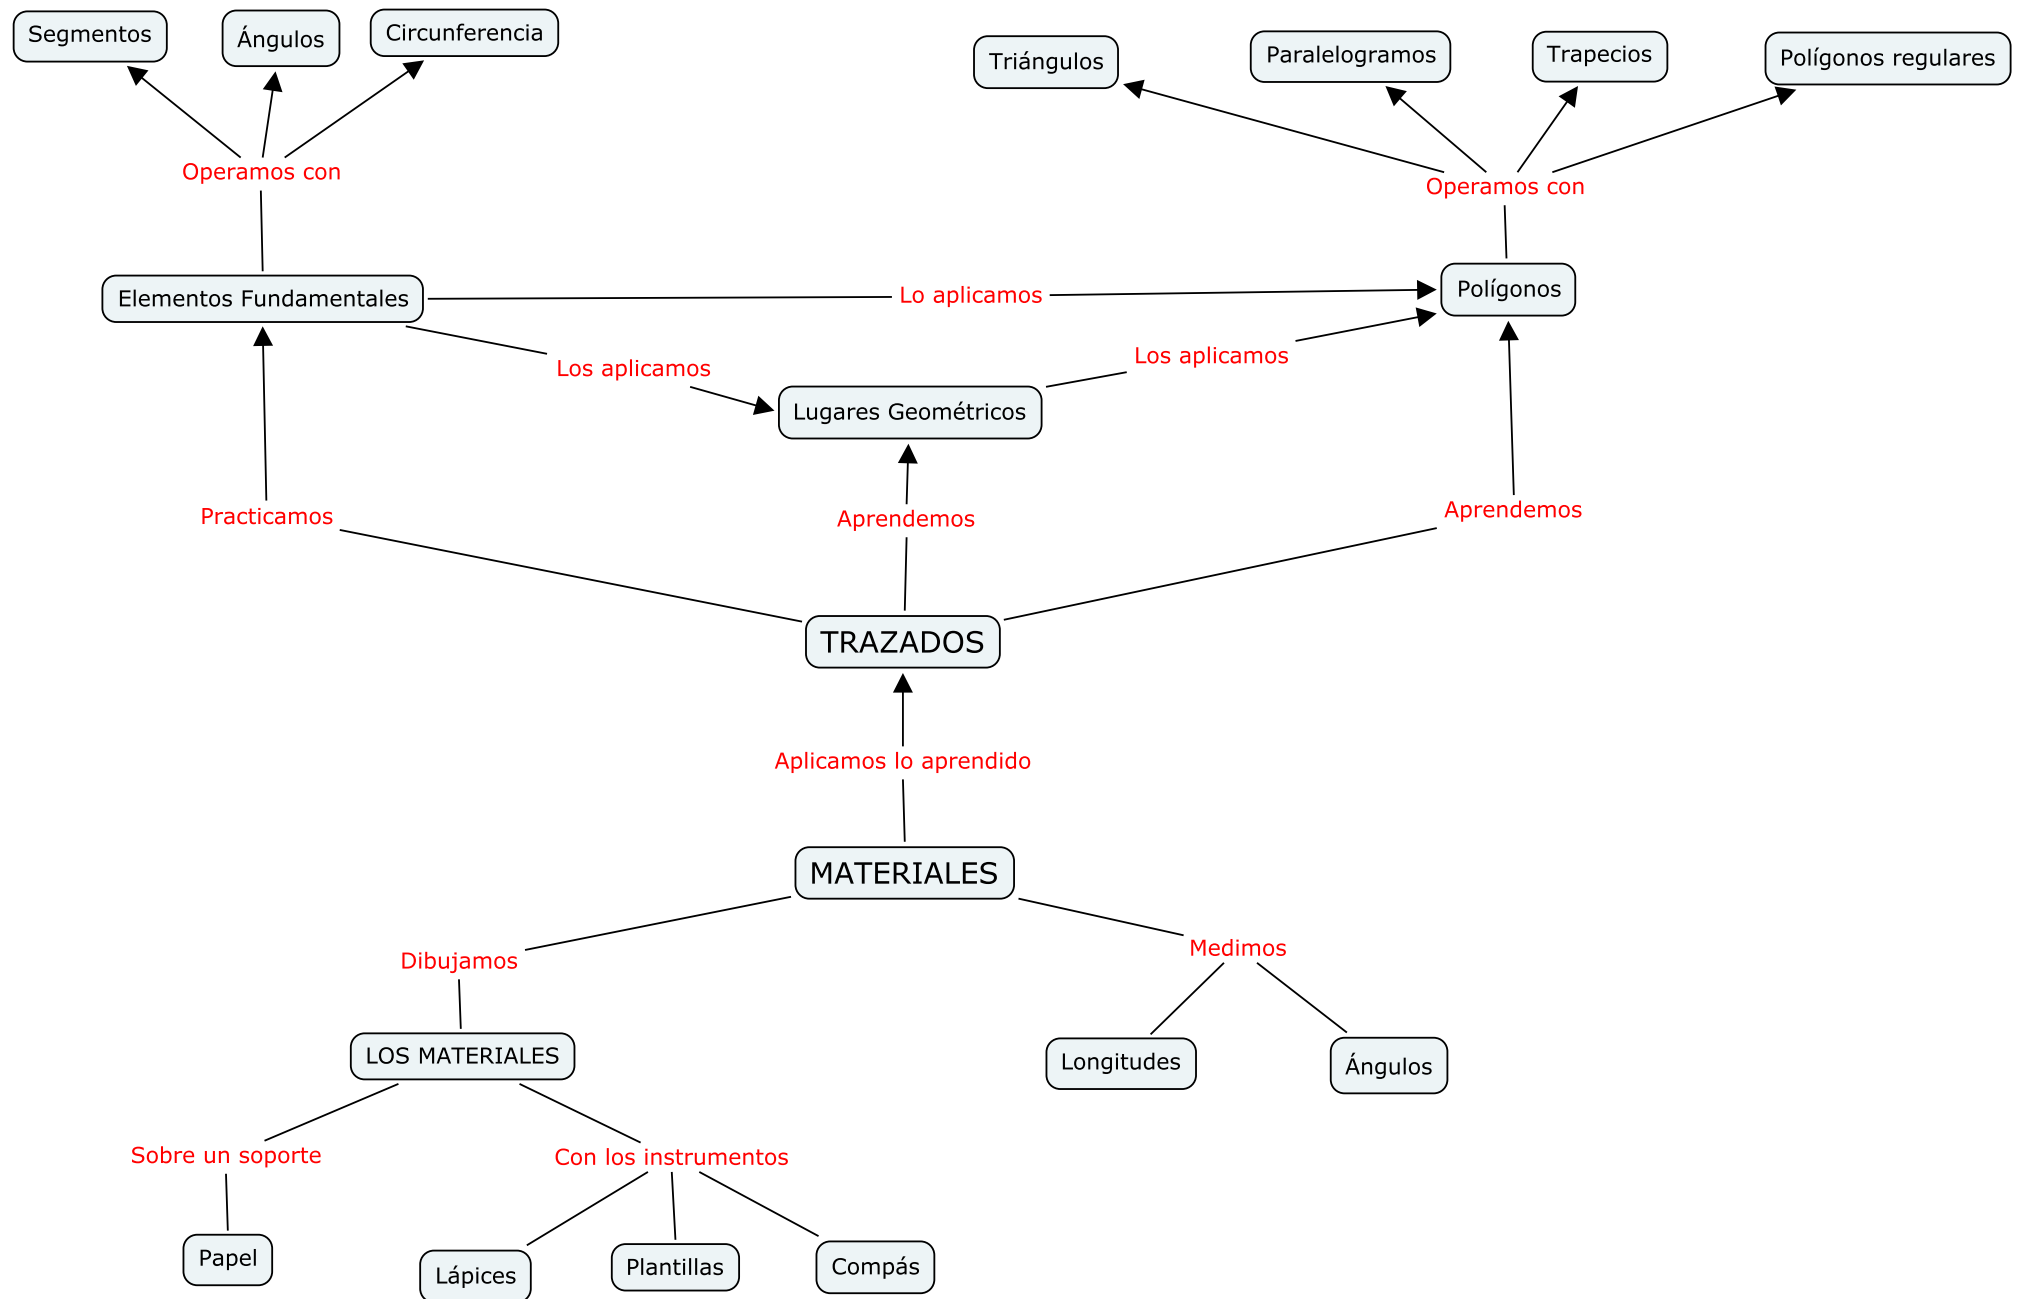 Segmentos
Ángulos
Circunferencia
Triángulos
Paralelogramos
Trapecios
Polígonos regulares
Operamos con
Operamos con
Elementos Fundamentales
Lo aplicamos
Polígonos
Los aplicamos
Los aplicamos
Lugares Geométricos
Practicamos
Aprendemos
Aprendemos
TRAZADOS
Aplicamos lo aprendido
MATERIALES
Dibujamos
Medimos
LOS MATERIALES
Longitudes
Ángulos
Sobre un soporte
Con los instrumentos
Papel
Lápices
Plantillas
Compás